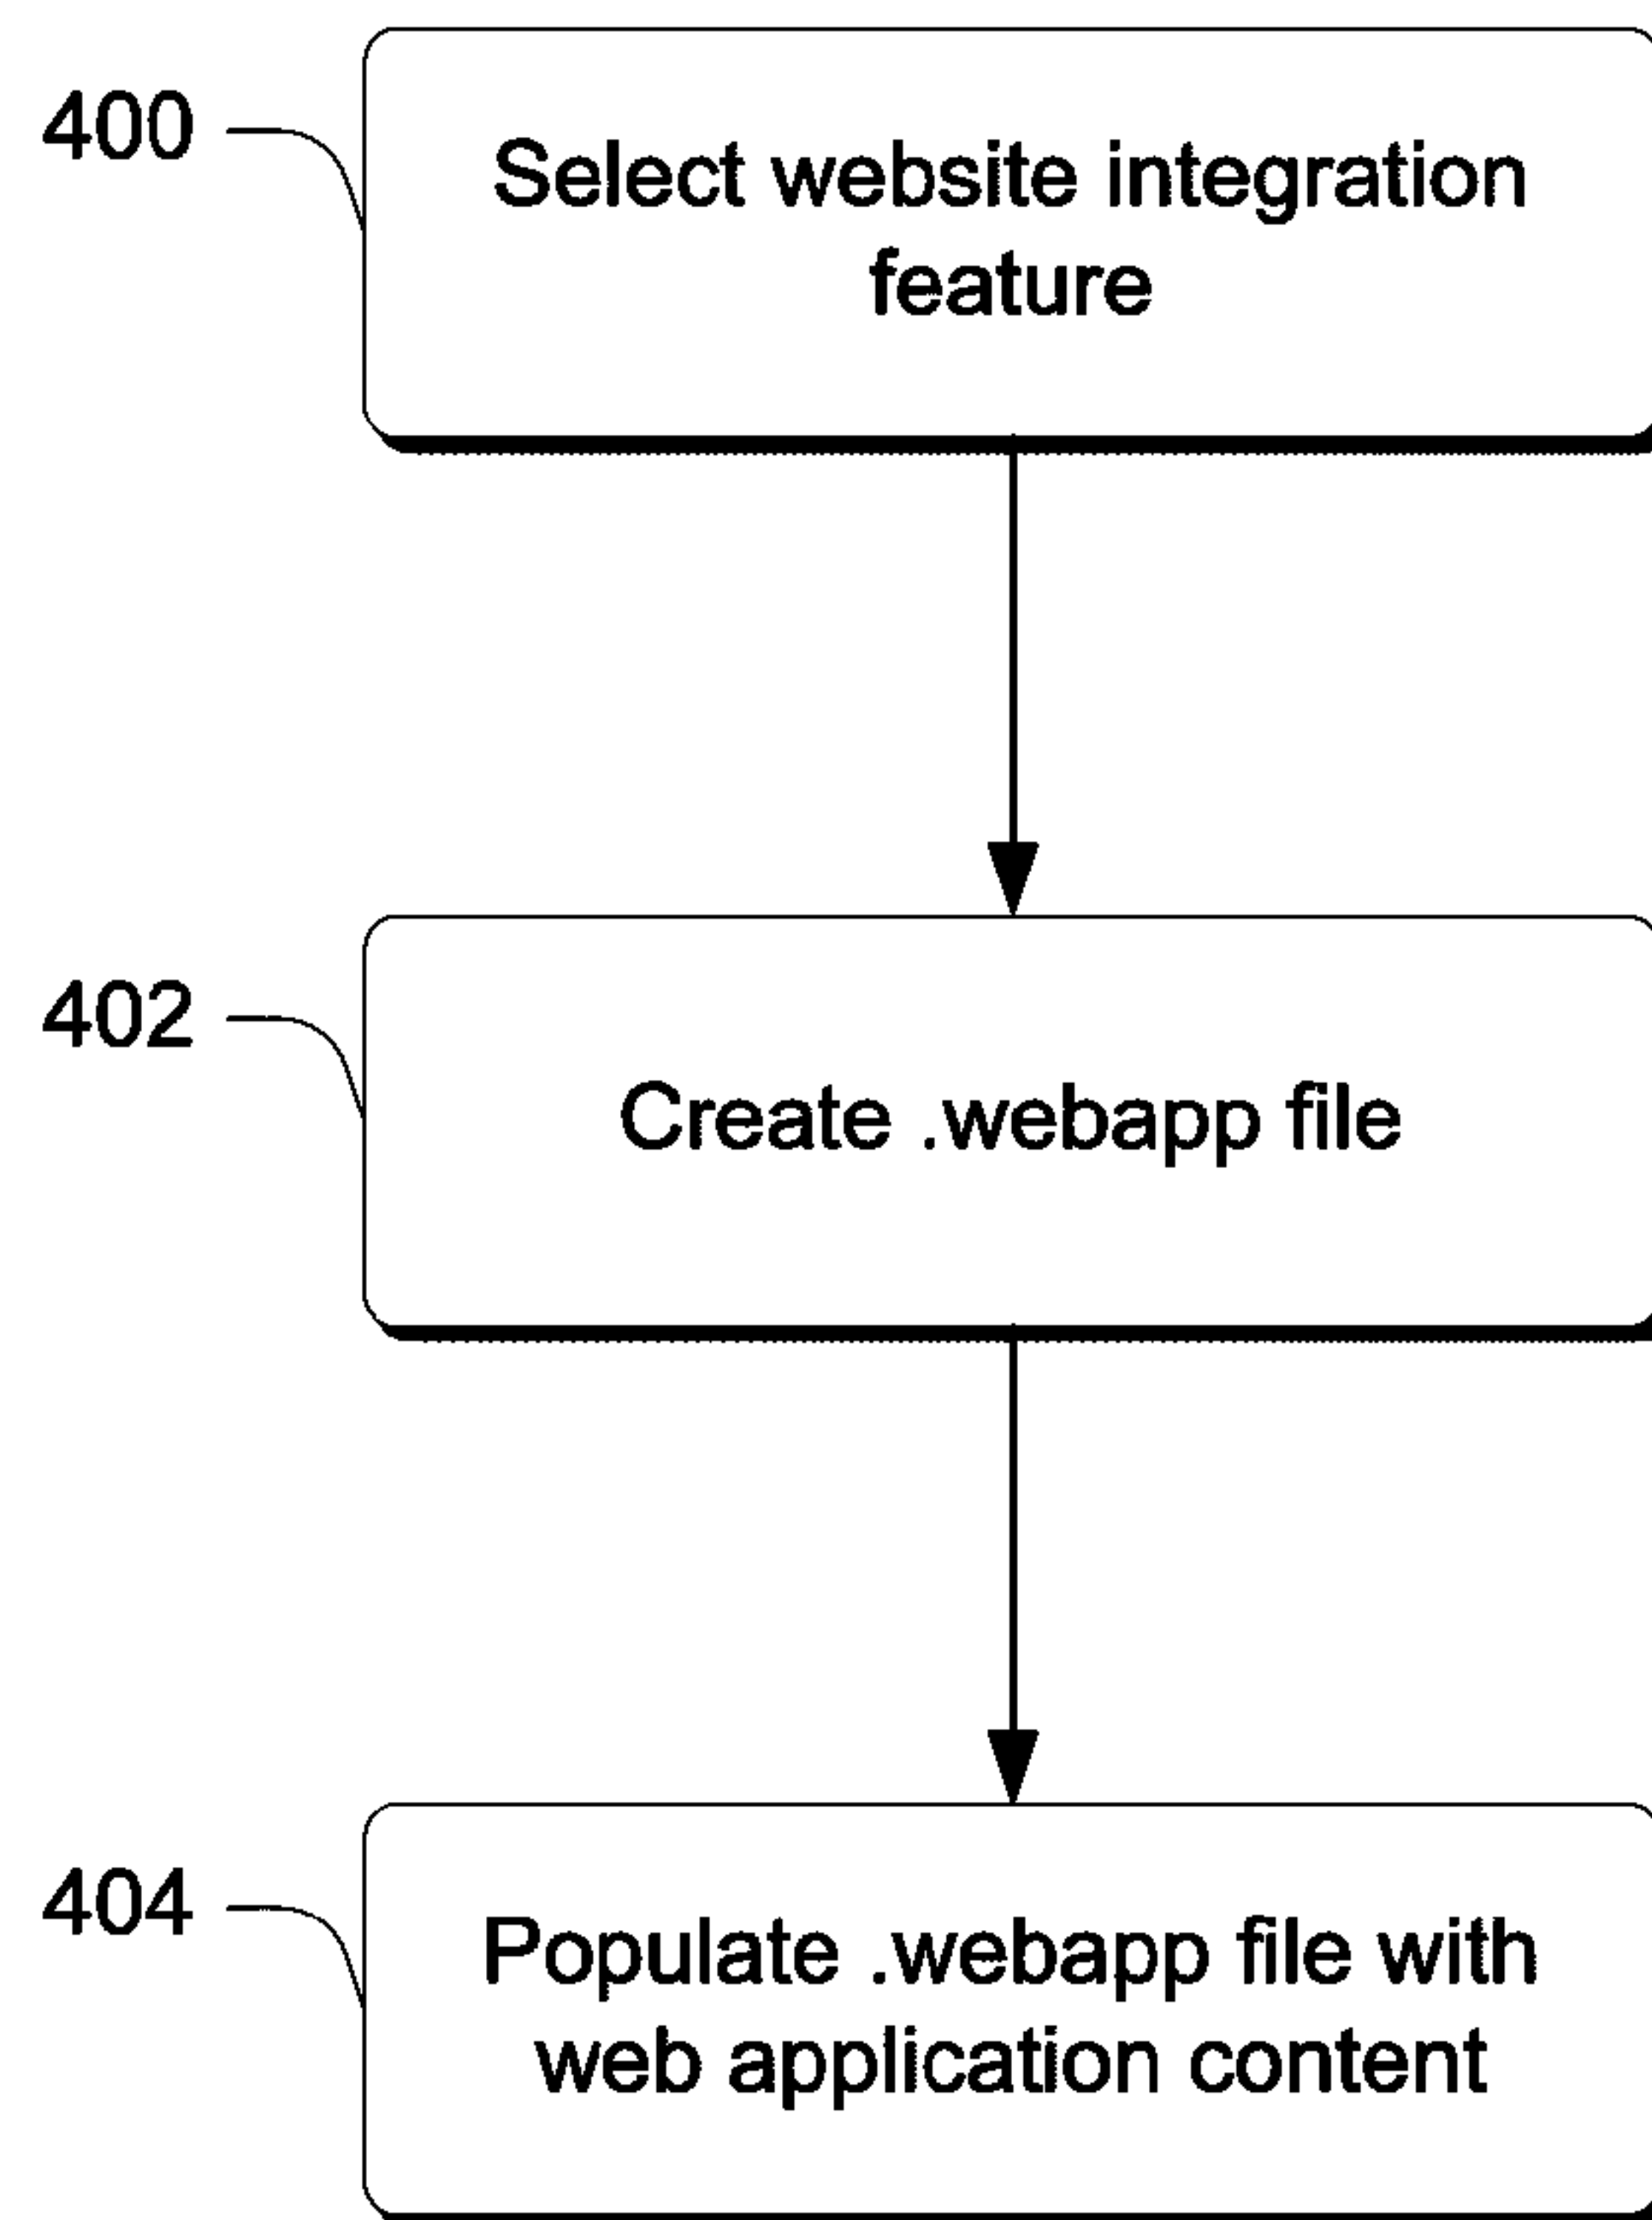 400
Select website integration
feature
402
Create .webapp file
404
Populate .webapp file with
web application content